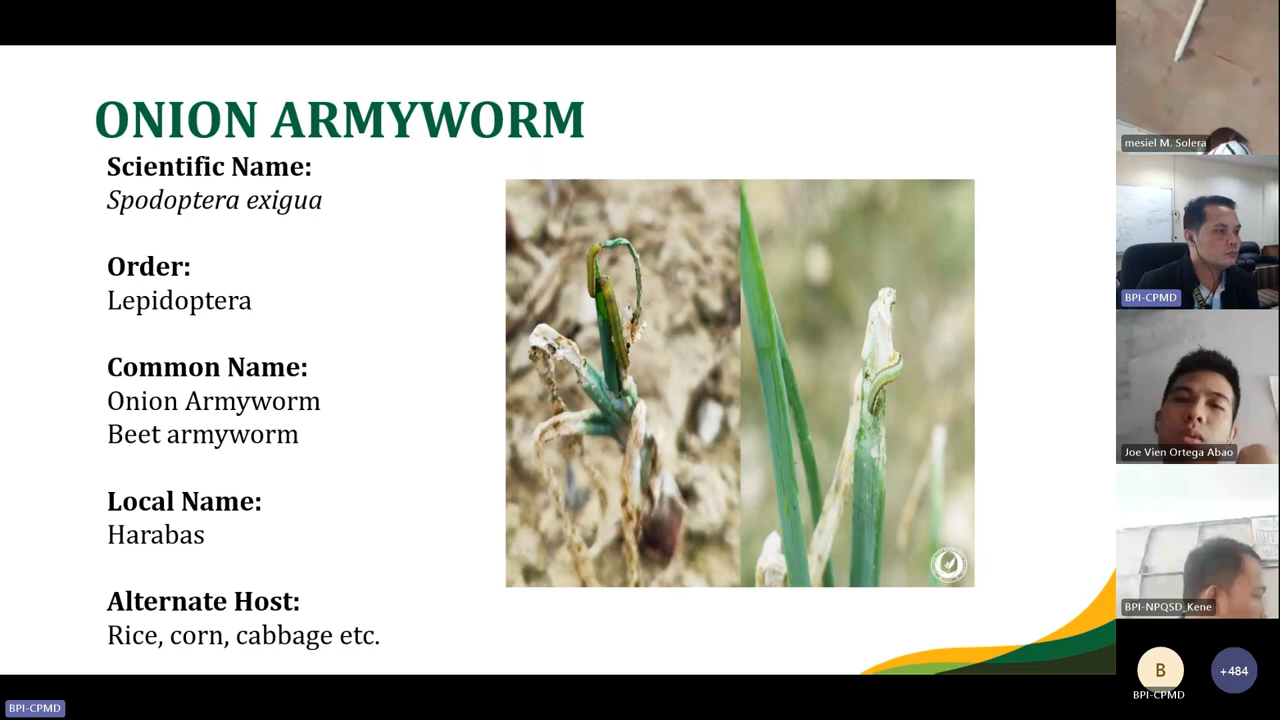 ONION ARMYWORM
Scientific Name:
Spodoptera exigua
Order:
Lepidoptera
Common Name:
Onion Armyworm
Beet armyworm
Local Name:
Harabas
Alternate Host:
Rice, corn, cabbage etc.
mesiel M. Solera
BPI-CPMD
Joe Vien Ortega Abao
BPI-NPQSD_Kene
B
+484
BPI-CPMD
BPI-CPMD